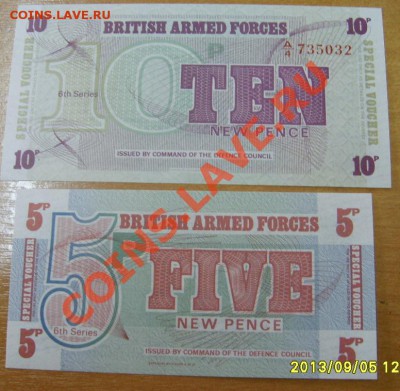 COINS.LAVE.RU
10P BRITISH ARMED FORCES 10P
SPECIAL VOUCHER
10 P
6th Series
A/4 735032
TEN
NEW PENCE
SPECIAL VOUCHER
10P ISSUED BY COMMAND OF THE DEFENCE COUNCIL 10P
COINS.LAVE.RU
5P BRITISH ARMED FORCES 5P
SPECIAL VOUCHER
5
6th Series
FIVE
NEW PENCE
SPECIAL VOUCHER
5P ISSUED BY COMMAND OF THE DEFENCE COUNCIL 5P
2013/09/05 12